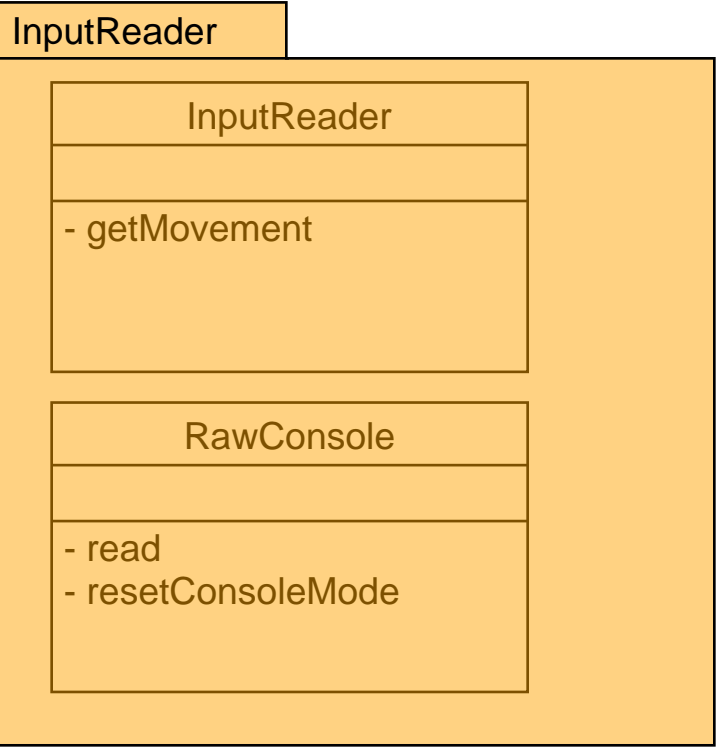 InputReader
InputReader
- getMovement
RawConsole
- read
- resetConsoleMode